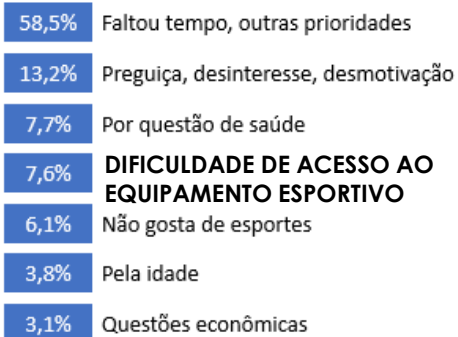 58,5% Faltou tempo, outras prioridades
13,2% Preguiça, desinteresse, desmotivação
7,7% Por questão de saúde
7,6% DIFICULDADE DE ACESSO AO
EQUIPAMENTO ESPORTIVO
6,1% Não gosta de esportes
3,8% Pela idade
3,1% Questões econômicas